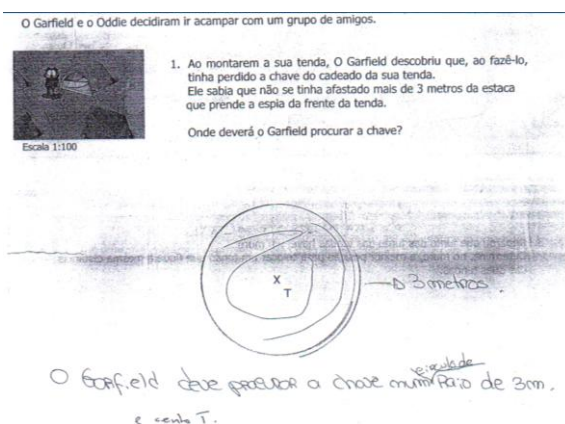 O Garfield e o Oddie decidiram ir acampar com um grupo de amigos.
1. Ao montarem a sua tenda, O Garfield descobriu que, ao fazê-lo,
tinha perdido a chave do cadeado da sua tenda.
Ele sabia que não se tinha afastado mais de 3 metros da estaca
que prende a espia da frente da tenda.
Onde deverá o Garfield procurar a chave?
Escala 1:100
X
T
3 metros.
O Garfield deve procurar a chave num raio de 3m.
e T.